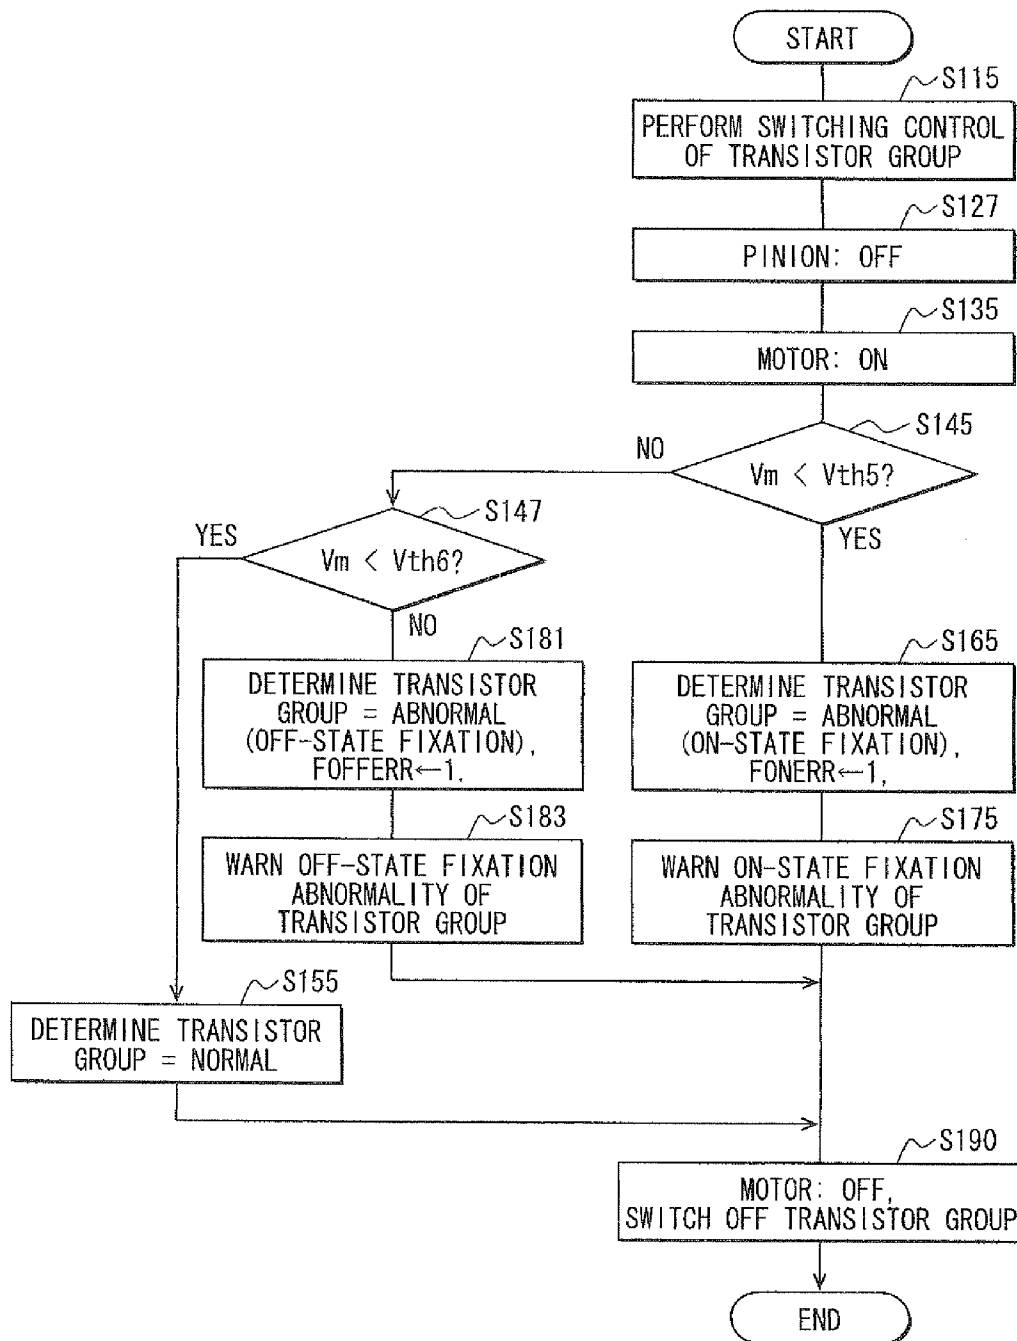 START
S115
PERFORM SWITCHING CONTROL
OF TRANSISTOR GROUP
S127
PINION: OFF
S135
MOTOR: ON
S145
NO
Vm < Vth5?
S147
YES
YES
Vm < Vth6?
NO
S181
S165
DETERMINE TRANSISTOR
GROUP = ABNORMAL
(OFF-STATE FIXATION),
FOFFERR←1.
DETERMINE TRANSISTOR
GROUP = ABNORMAL
(ON-STATE FIXATION),
FONERR←1,
S183
S175
WARN OFF-STATE FIXATION
ABNORMALITY OF
TRANSISTOR GROUP
WARN ON-STATE FIXATION
ABNORMALITY OF
TRANSISTOR GROUP
S155
DETERMINE TRANSISTOR
GROUP = NORMAL
S190
MOTOR: OFF,
SWITCH OFF TRANSISTOR GROUP
END